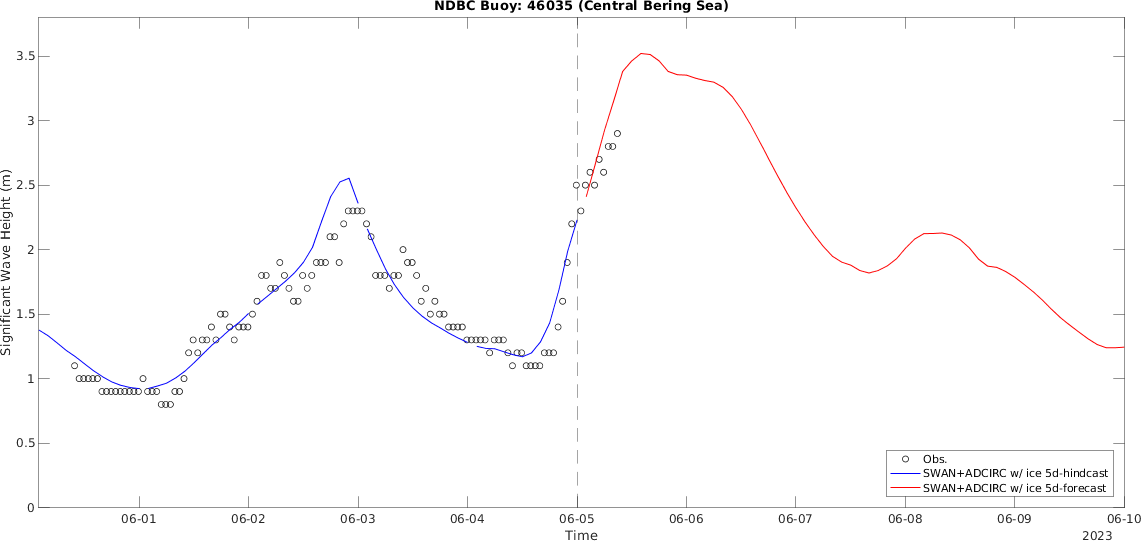 NDBC Buoy: 46035 (Central Bering Sea)
Significant Wave Height (m)
3.5
3
2.5
2
1.5
1
0.5
0
Obs.
SWAN+ADCIRC w/ ice 5d-hindcast
SWAN+ADCIRC w/ ice 5d-forecast
06-01 06-02 06-03 06-04 06-05 06-06 06-07 06-08 06-09 06-10
Time
2023